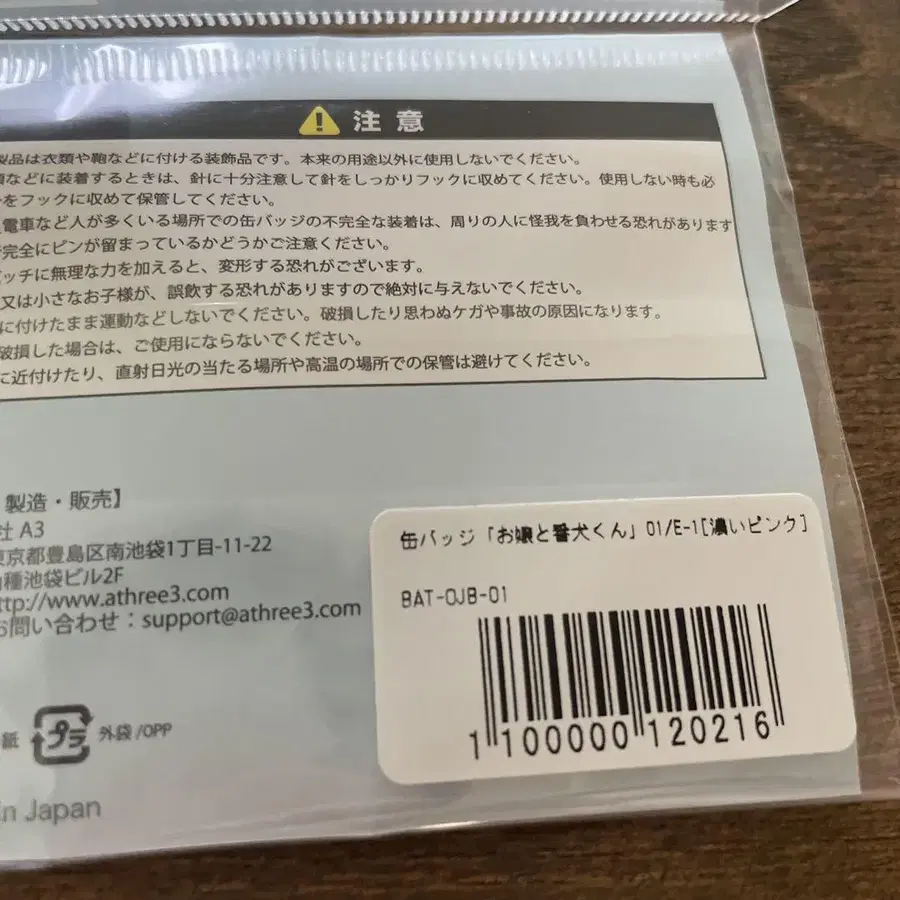 注意
製品は衣類や鞄などに付ける装飾品です。本来の用途以外に使用しないでください。
などに装着するときは、針に十分注意して針をしっかりフックに収めてください。使用しない時も必
をフックに収めて保管してください。
電車など人が多くいる場所での缶バッジの不完全な装着は、周りの人に怪我を負わせる恐れがあります
完全にピンが留まっているかどうかご注意ください。
ッチに無理な力を加えると、変形する恐れがございます。
又は小さなお子様が、誤飲する恐れがありますので絶対に与えないでください。
に付けたまま運動などしないでください。破損したり思わぬケガや事故の原因になります。
破損した場合は、ご使用にならないでください。
に近付けたり、直射日光の当たる場所や高温の場所での保管は避けてください。
製造・販売】
社 A3
東京都豊島区南池袋1丁目-11-22
種池袋ビル2F
http://www.athree3.com
お問い合わせ：support@athree3.com
紙 プラ 外袋/OPP
in Japan
缶バッジ「お嬢と番犬くん」01/E-1[濃いピンク]
BAT-OJB-01
1 100000 120216